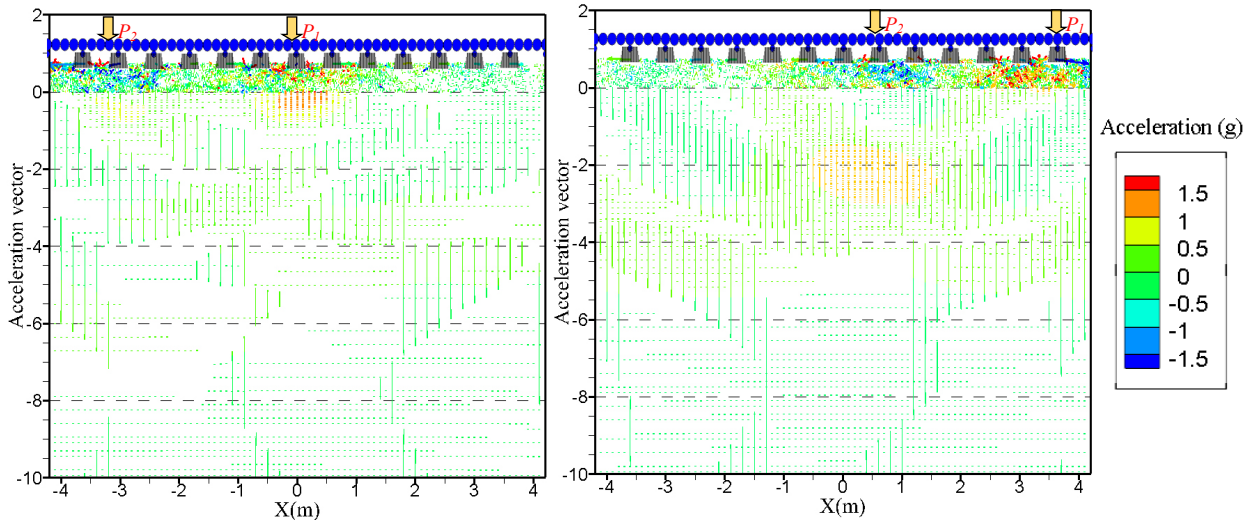 P₂ P₁
P₂ P₁
2
0
-2
-4
-6
-8
-10
Acceleration vector
-4 -3 -2 -1 0 1 2 3 4
X(m)
2
0
-2
-4
-6
-8
-10
Acceleration vector
-4 -3 -2 -1 0 1 2 3 4
X(m)
Acceleration (g)
1.5
1
0.5
0
-0.5
-1
-1.5